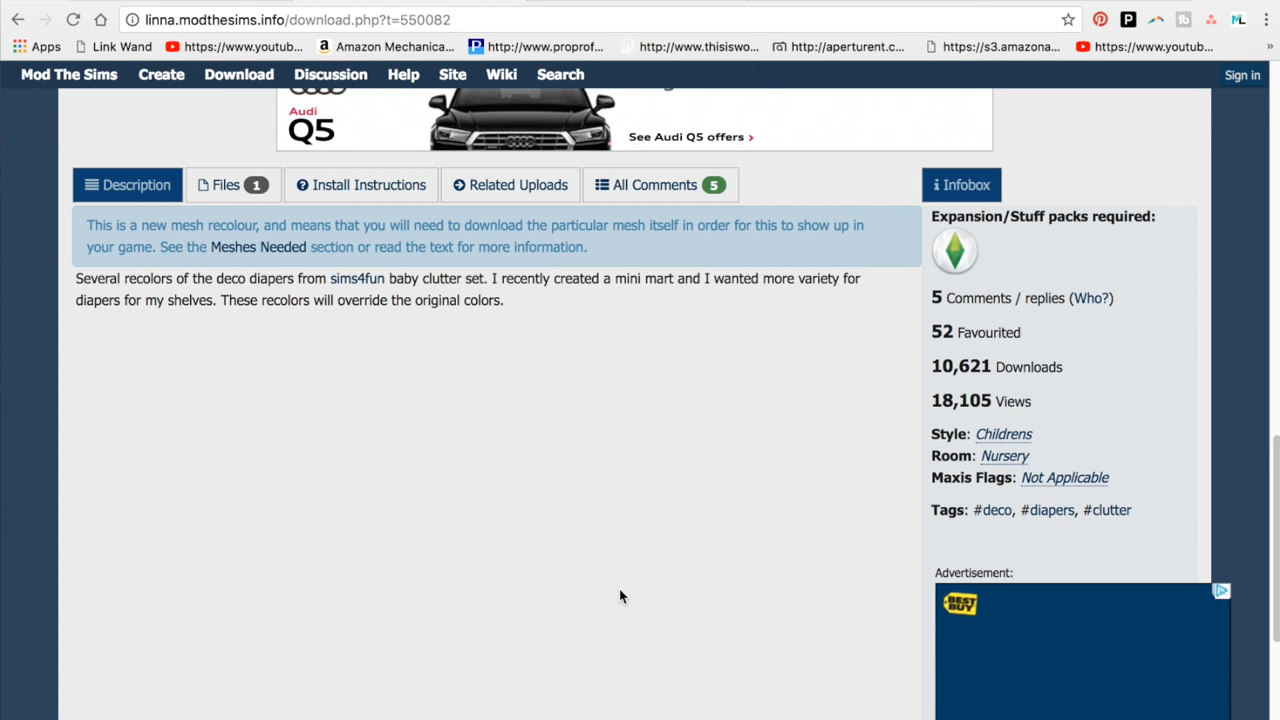 linna.modthesims.info/download.php?t=550082
Apps Link Wand https://www.youtub... Amazon Mechanica... http://www.proprof... http://www.thisiswo... http://aperturent.c... https://s3.amazona... https://www.youtub... »
Mod The Sims Create Download Discussion Help Site Wiki Search Sign in
Audi
Q5
See Audi Q5 offers >
Description Files 1 Install Instructions Related Uploads All Comments 5 Infobox
This is a new mesh recolour, and means that you will need to download the particular mesh itself in order for this to show up in
your game. See the Meshes Needed section or read the text for more information.
Several recolors of the deco diapers from sims4fun baby clutter set. I recently created a mini mart and I wanted more variety for
diapers for my shelves. These recolors will override the original colors.
Expansion/Stuff packs required:
5 Comments / replies (Who?)
52 Favourited
10,621 Downloads
18,105 Views
Style: Childrens
Room: Nursery
Maxis Flags: Not Applicable
Tags: #deco, #diapers, #clutter
Advertisement:
BEST
BUY